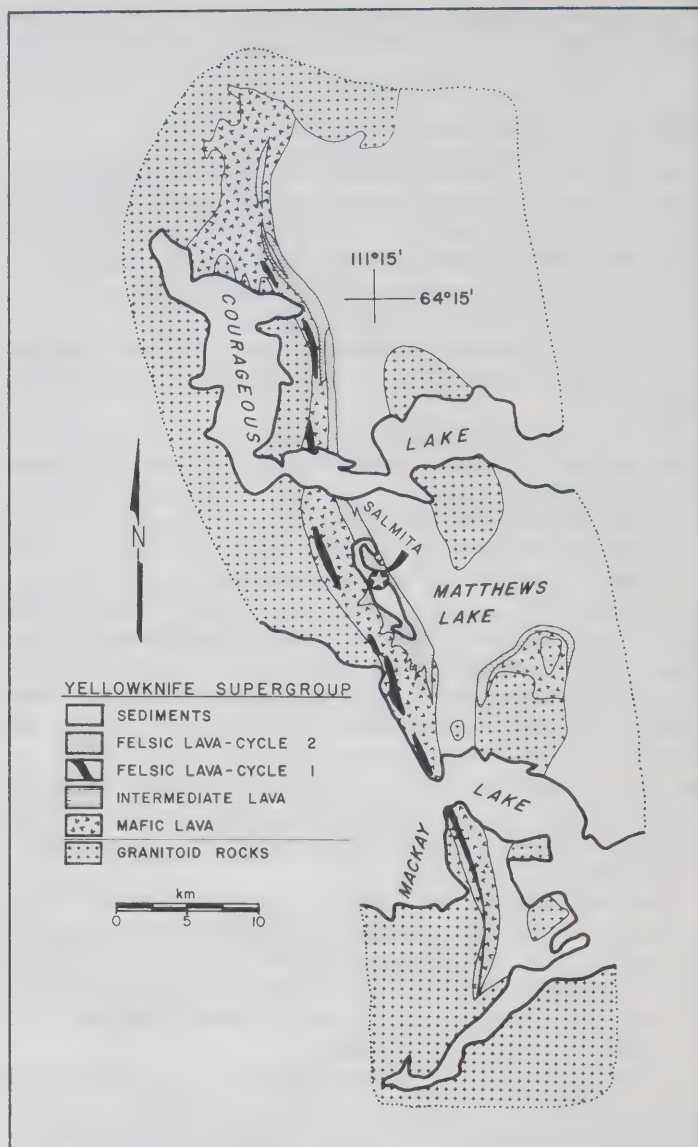 111°15'
64°15'
COURAGEOUS
LAKE
N
SALMITA
MATTHEWS
LAKE
YELLOWKNIFE SUPERGROUP
SEDIMENTS
FELSIC LAVA-CYCLE 2
FELSIC LAVA-CYCLE 1
INTERMEDIATE LAVA
MAFIC LAVA
GRANITOID ROCKS
km
0 5 10
MACKAY
LAKE